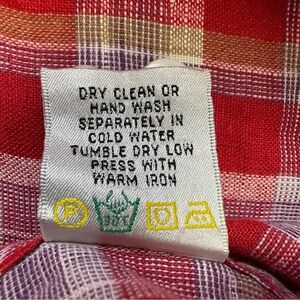 DRY CLEAN OR
HAND WASH
SEPARATELY IN
COLD WATER
TUMBLE DRY LOW
PRESS WITH
WARM IRON
P